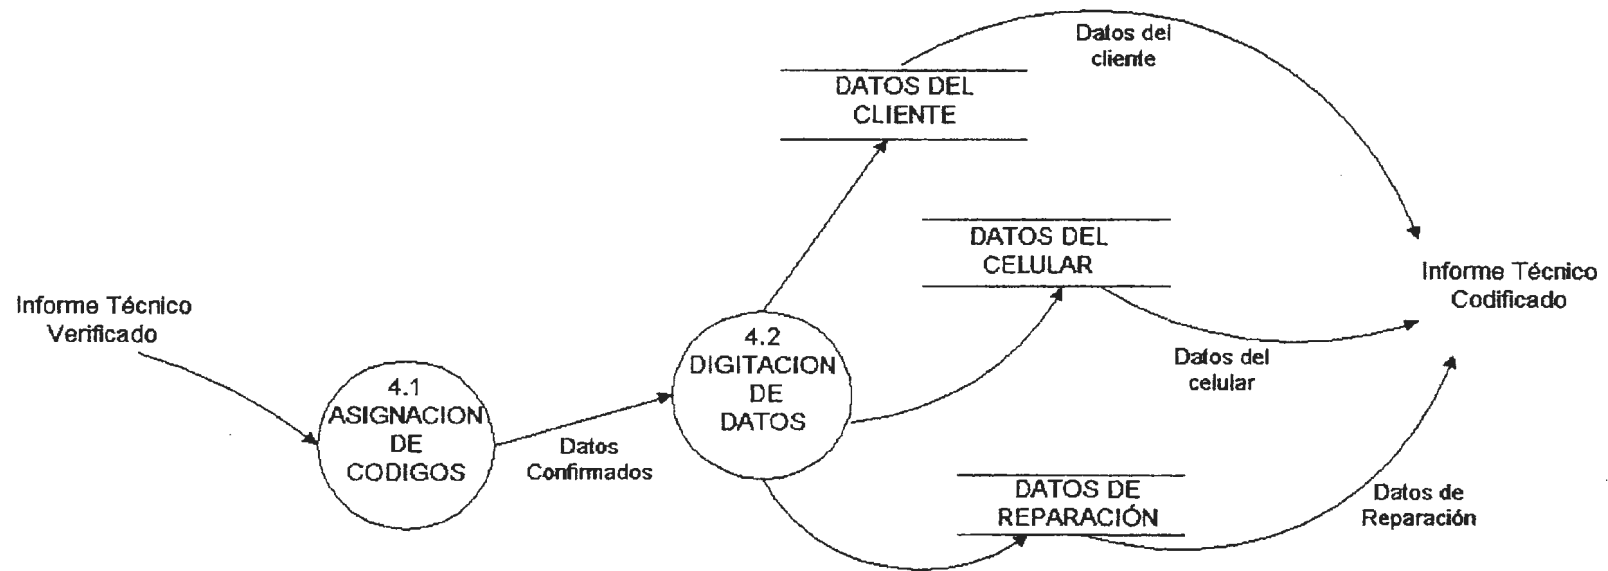 Datos del
cliente
DATOS DEL
CLIENTE
DATOS DEL
CELULAR
Informe Técnico
Codificado
Informe Técnico
Verificado
4.2
DIGITACION
DE
DATOS
Datos del
celular
4.1
ASIGNACION
DE
CODIGOS
Datos
Confirmados
DATOS DE
REPARACIÓN
Datos de
Reparación